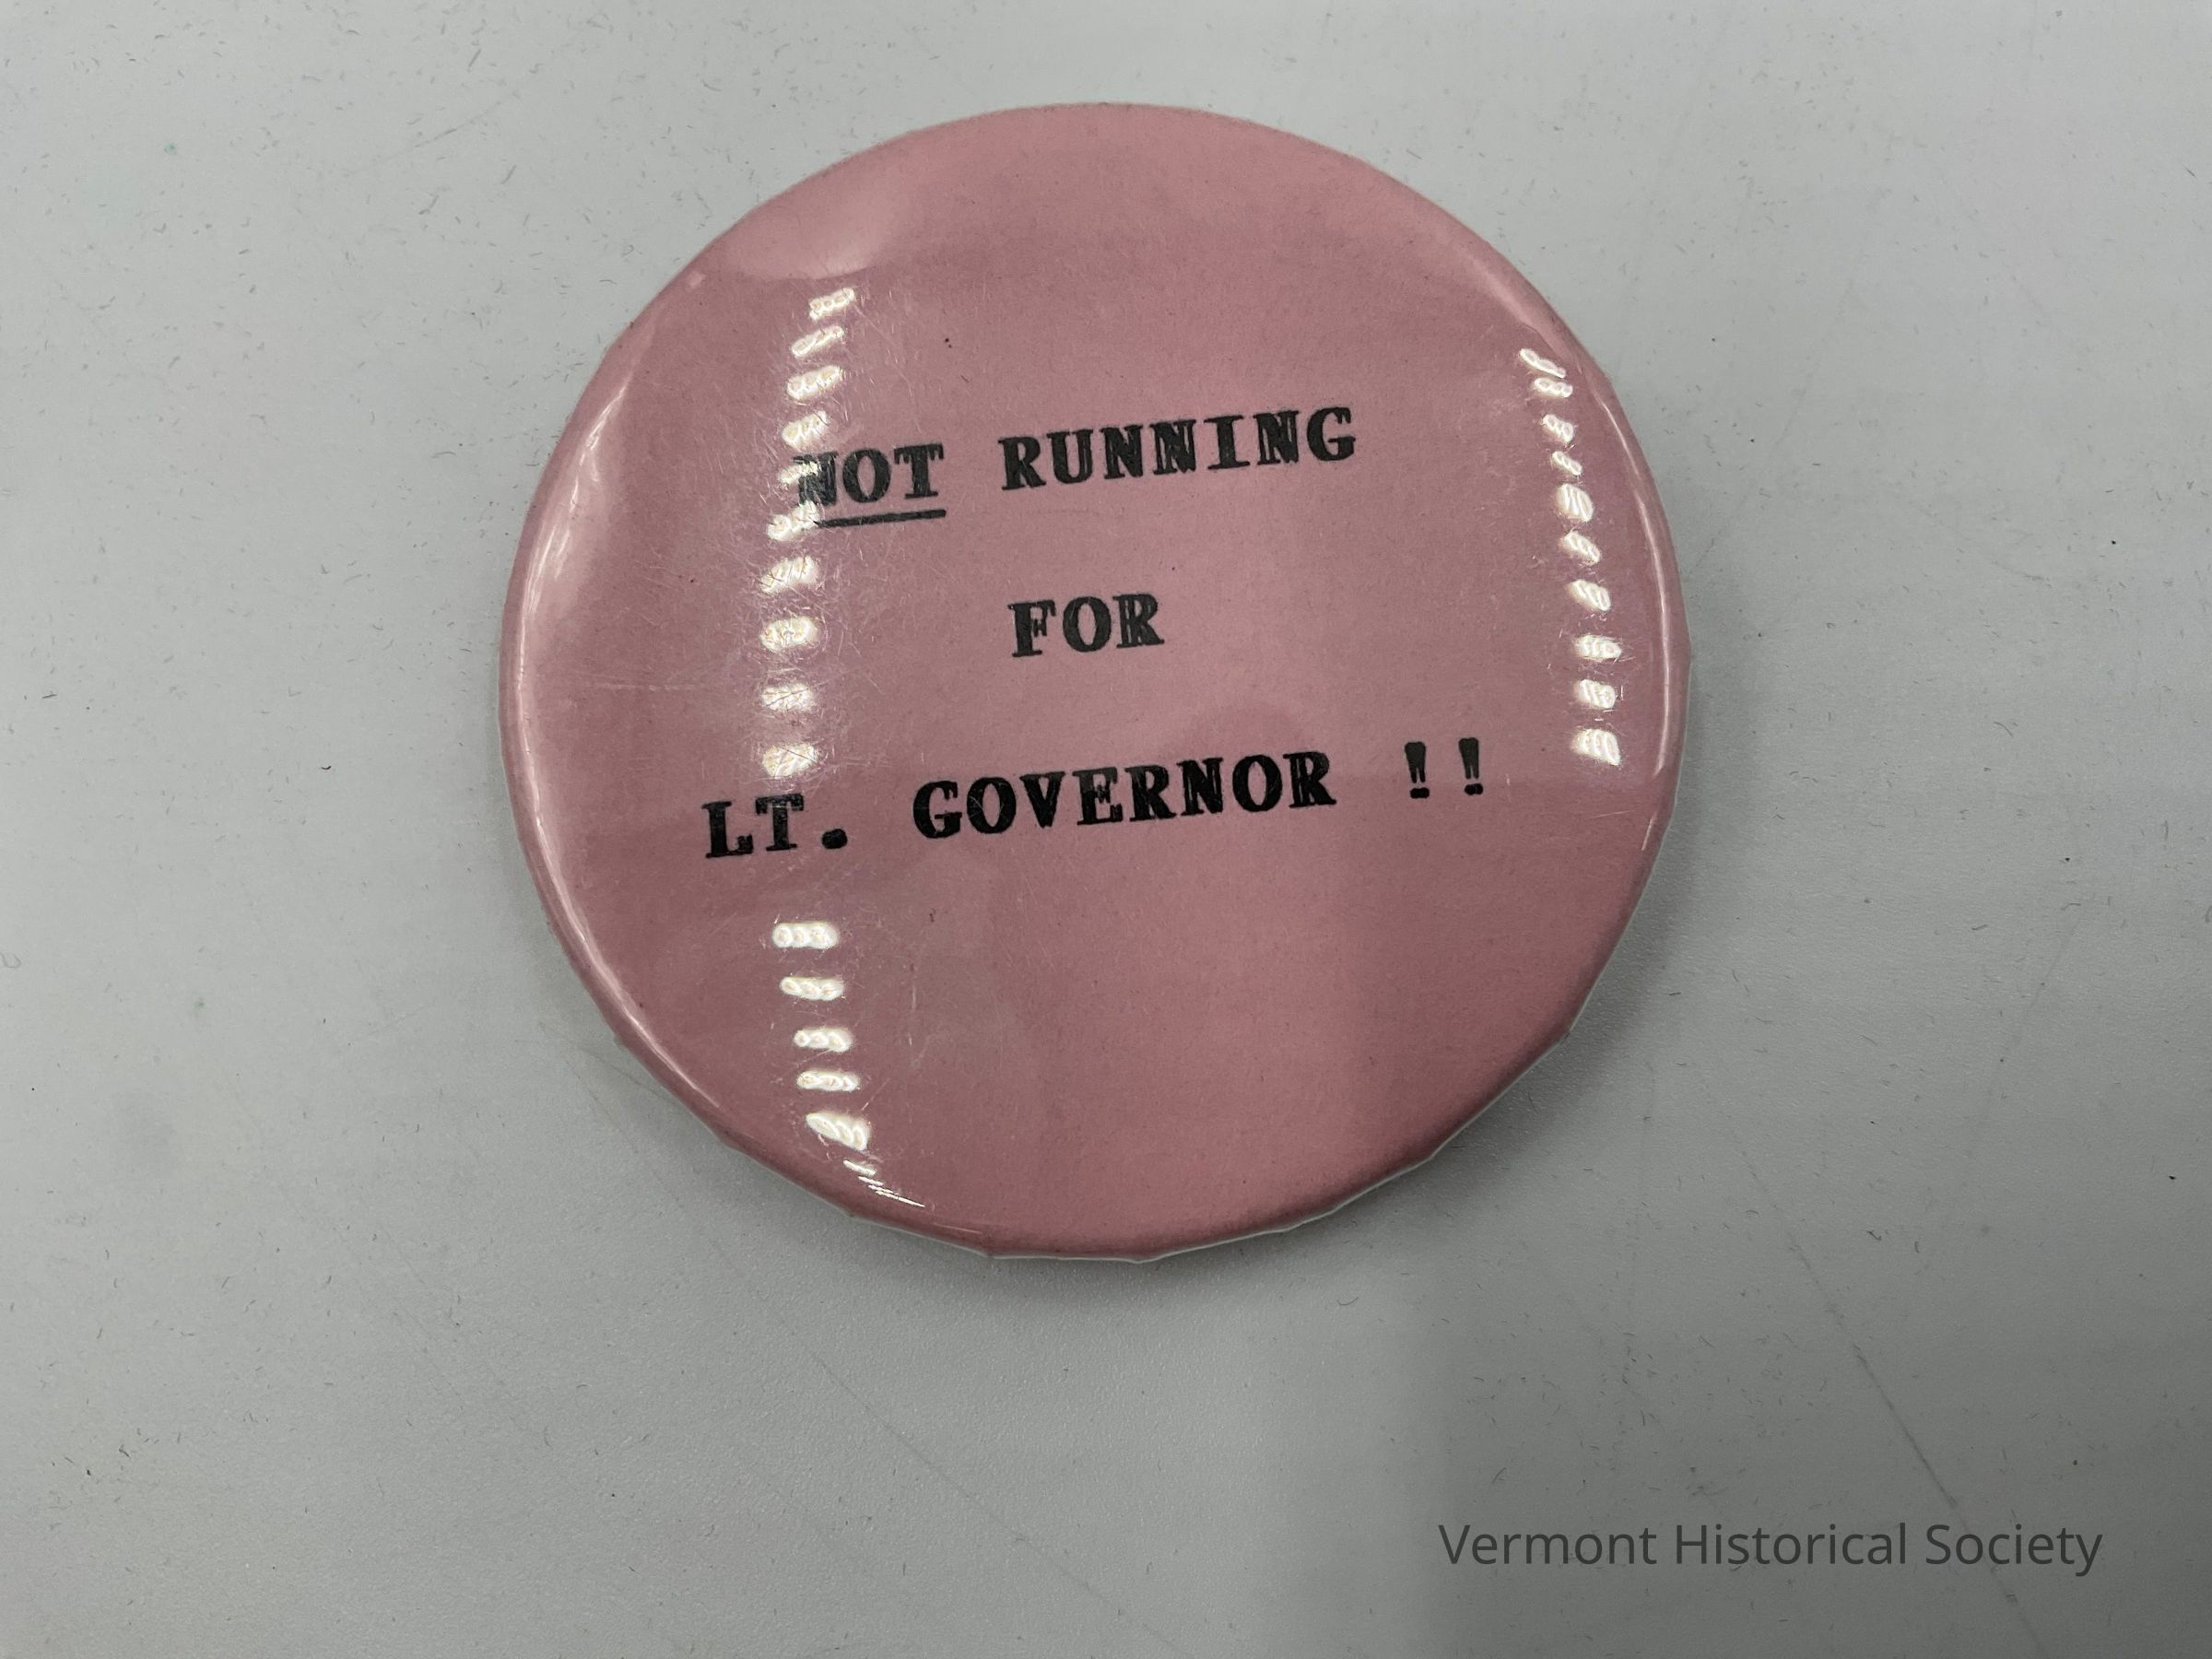 NOT RUNNING
FOR
LT. GOVERNOR !!
Vermont Historical Society